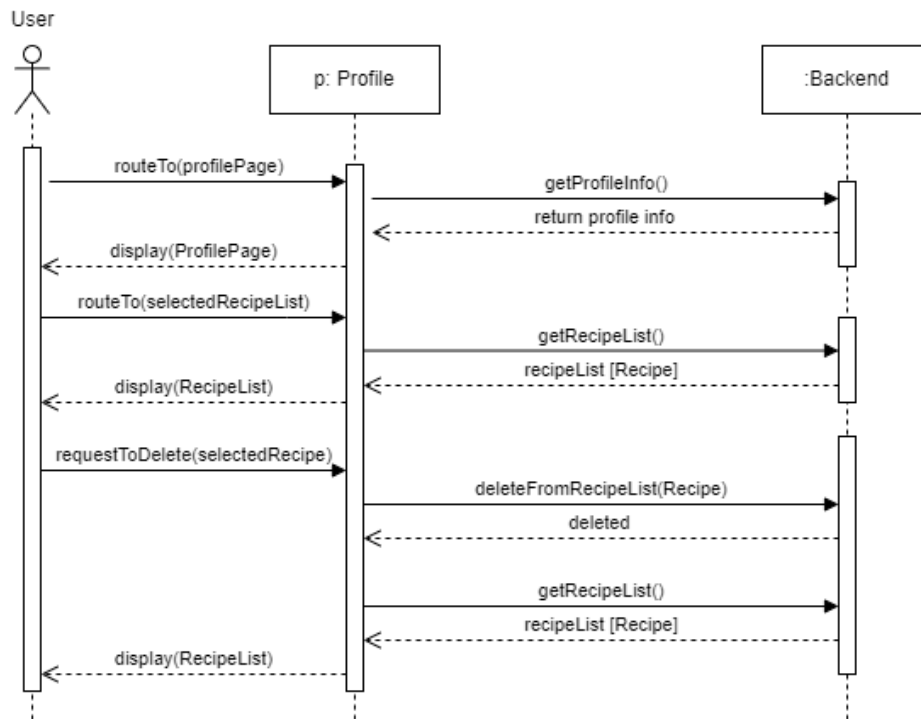 User
p: Profile
:Backend
routeTo(profilePage)
getProfileInfo()
return profile info
display(ProfilePage)
routeTo(selectedRecipeList)
getRecipeList()
recipeList [Recipe]
display(RecipeList)
requestToDelete(selectedRecipe)
deleteFromRecipeList(Recipe)
deleted
getRecipeList()
recipeList [Recipe]
display(RecipeList)